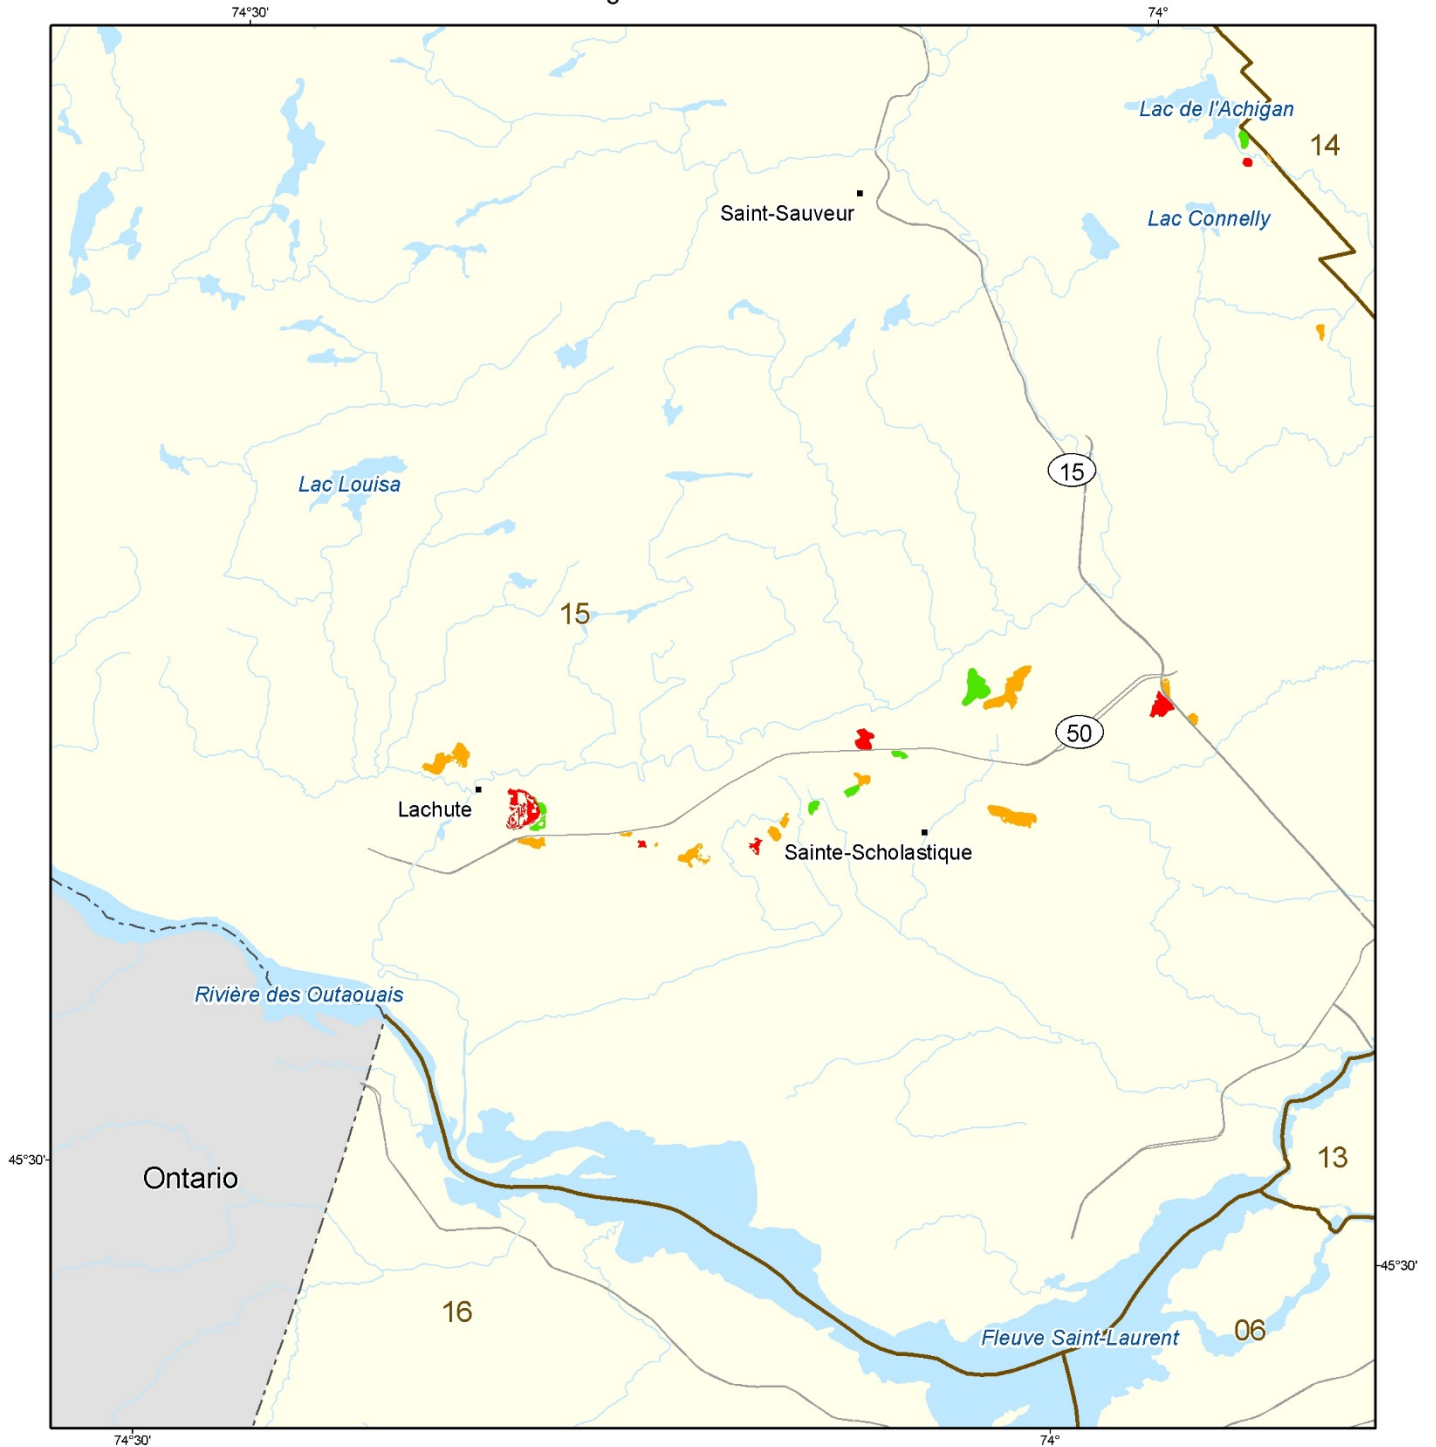 74°30'
74°
Lac de l'Achigan
14
Saint-Sauveur
Lac Connelly
15
Lac Louisa
15
50
Lachute
Sainte-Scholastique
Rivière des Outaouais
45°30'
Ontario
13
45°30'
16
06
Fleuve Saint-Laurent
74°30'
74°